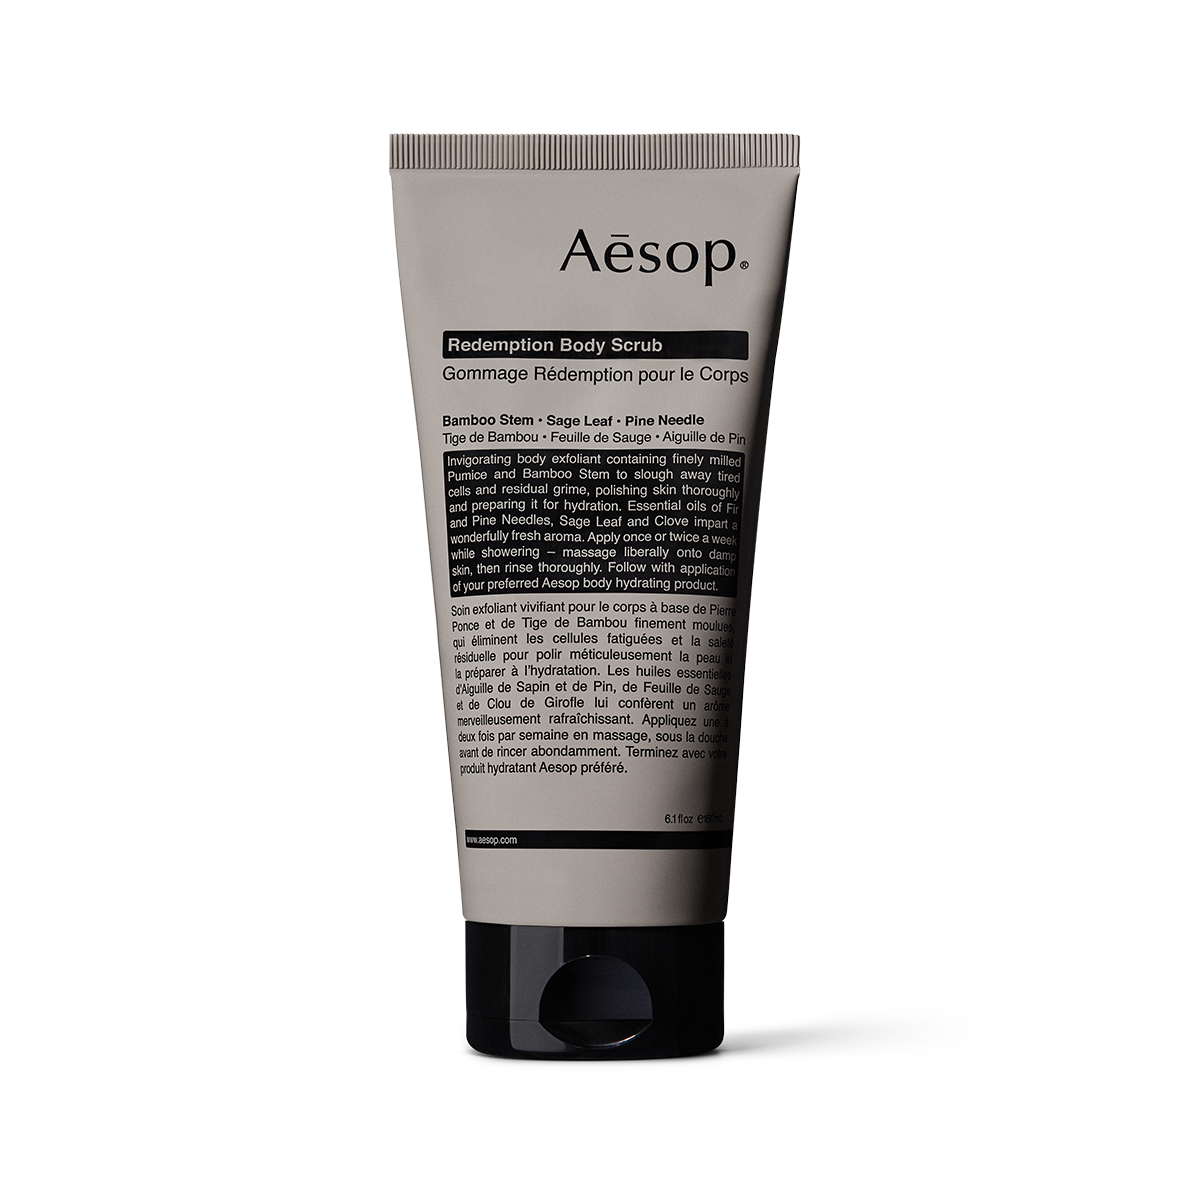 Aēsop.®
Redemption Body Scrub
Gommage Rédemption pour le Corps
Bamboo Stem • Sage Leaf • Pine Needle
Tige de Bambou • Feuille de Sauge • Aiguille de Pin
Invigorating body exfoliant containing finely milled
Pumice and Bamboo Stem to slough away tired
cells and residual grime, polishing skin thoroughly
and preparing it for hydration. Essential oils of Fir
and Pine Needles, Sage Leaf and Clove impart a
wonderfully fresh aroma. Apply once or twice a week
while showering – massage liberally onto damp
skin, then rinse thoroughly. Follow with application
of your preferred Aesop body hydrating product.
Soin exfoliant vivifiant pour le corps à base de Pierre
Ponce et de Tige de Bambou finement moulues,
qui éliminent les cellules fatiguées et la saleté
résiduelle pour polir méticuleusement la peau et
la préparer à l'hydratation. Les huiles essentielles
d'Aiguille de Sapin et de Pin, de Feuille de Sauge
et de Clou de Girofle lui confèrent un arôme
merveilleusement rafraîchissant. Appliquez une à
deux fois par semaine en massage, sous la douche
avant de rincer abondamment. Terminez avec votre
produit hydratant Aesop préféré.
6.1 fl oz ℮180mL
www.aesop.com